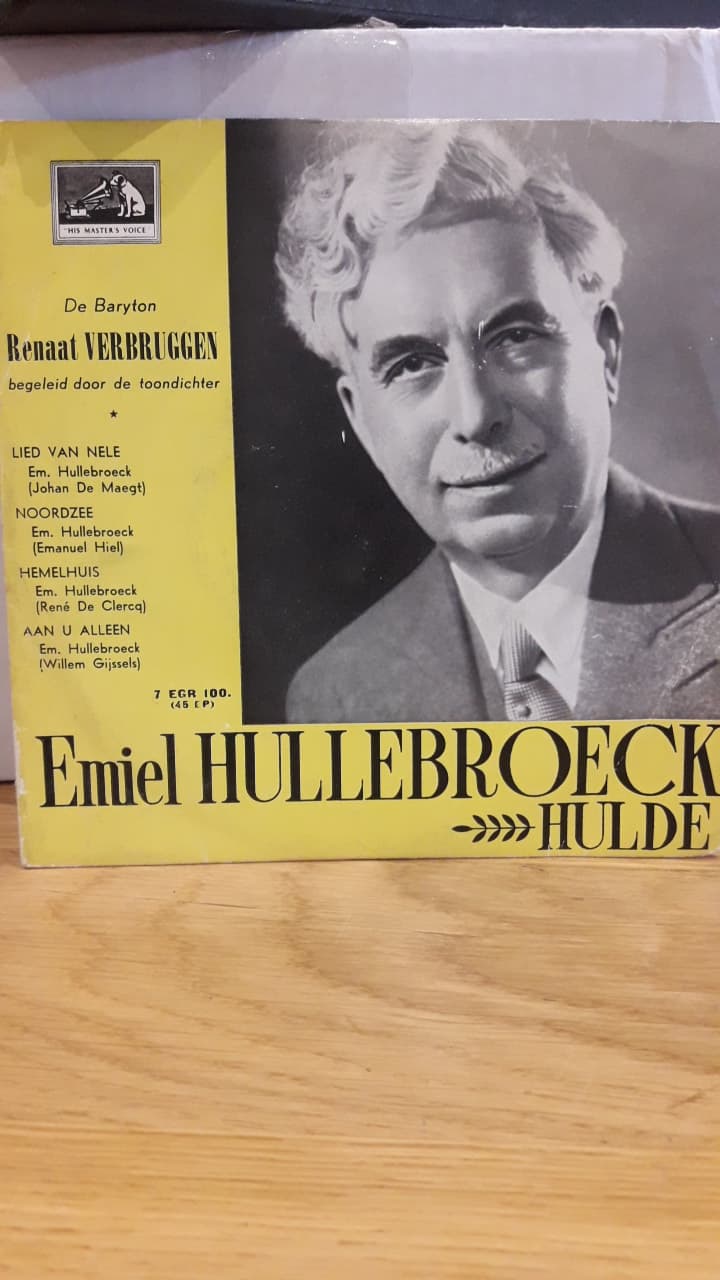 "HIS MASTER'S VOICE"
De Baryton
Renaat VERBRUGGEN
begeleid door de toondichter
LIED VAN NELE
Em. Hullebroeck
(Johan De Maegt)
NOORDZEE
Em. Hullebroeck
(Emanuel Hiel)
HEMELHUIS
Em. Hullebroeck
(René De Clercq)
AAN U ALLEEN
Em. Hullebroeck
(Willem Gijssels)
7 EGR 100.
(45 EP)
Emiel HULLEBROECK
HULDE